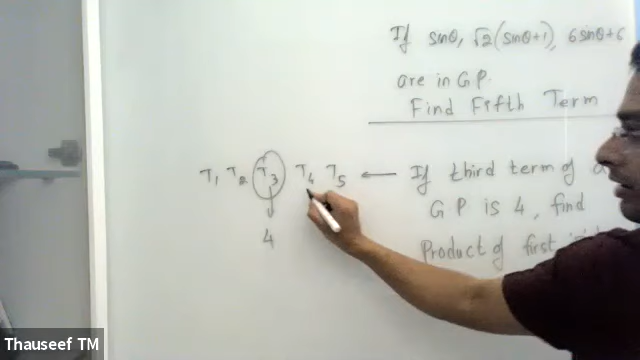 If sinθ, √2(sinθ+1), 6sinθ+6
are in G.P.
Find Fifth Term
T₁ T₂ T₃ T₄ T₅ ← If third term of a
G P is 4, find
4
Product of first
Thauseef TM